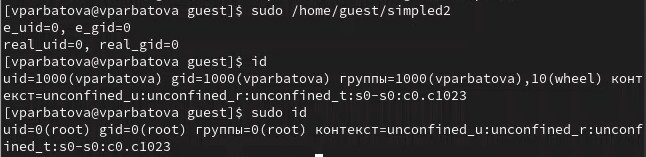 [vparbatova@vparbatova guest]$ sudo /home/guest/simpled2
e_uid=0, e_gid=0
real_uid=0, real_gid=0
[vparbatova@vparbatova guest]$ id
uid=1000(vparbatova) gid=1000(vparbatova) группы=1000(vparbatova),10(wheel) конт
екст=unconfined_u:unconfined_r:unconfined_t:s0-s0:c0.c1023
[vparbatova@vparbatova guest]$ sudo id
uid=0(root) gid=0(root) группы=0(root) контекст=unconfined_u:unconfined_r:unconf
ined_t:s0-s0:c0.c1023